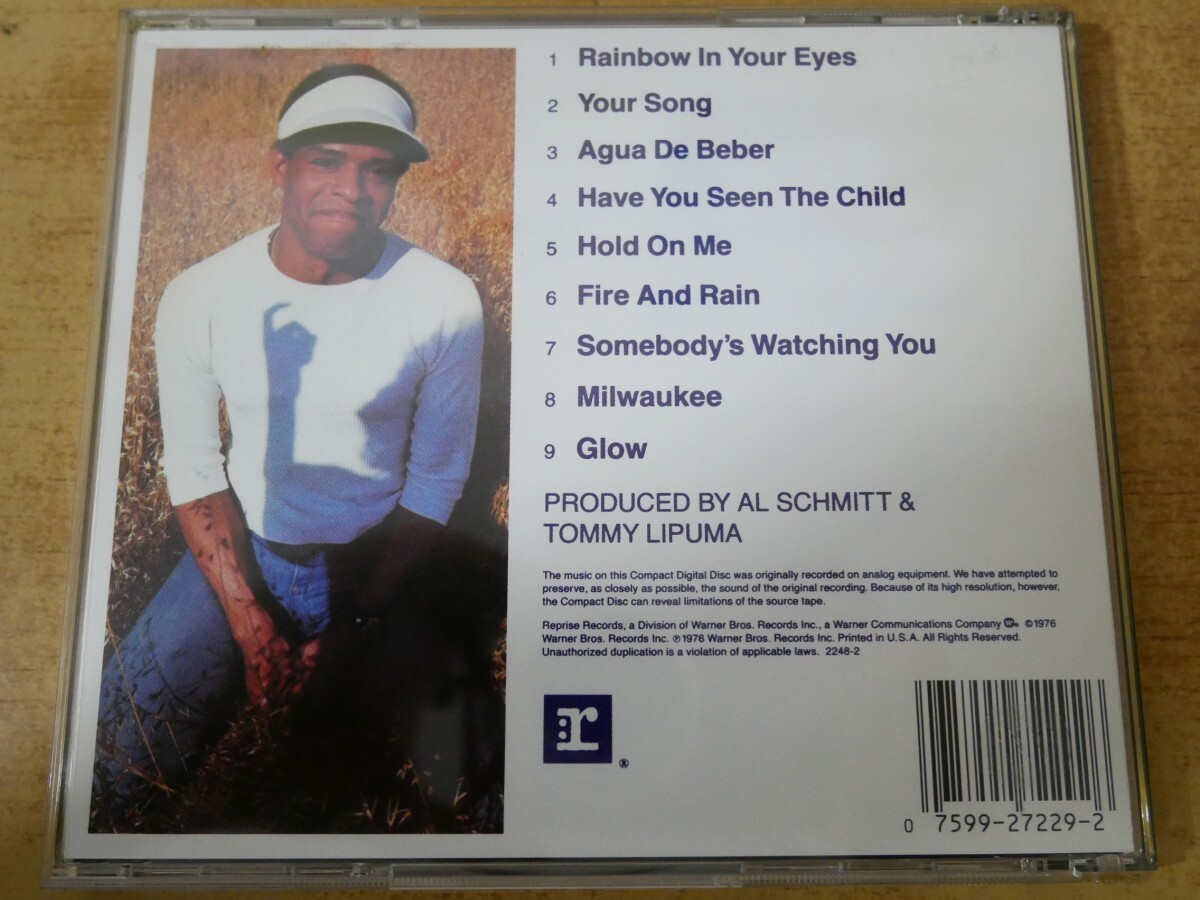 1 Rainbow In Your Eyes
2 Your Song
3 Agua De Beber
4 Have You Seen The Child
5 Hold On Me
6 Fire And Rain
7 Somebody's Watching You
8 Milwaukee
9 Glow
PRODUCED BY AL SCHMITT &
TOMMY LIPUMA
The music on this Compact Digital Disc was originally recorded on analog equipment. We have attempted to
preserve, as closely as possible, the sound of the original recording. Because of its high resolution, however,
the Compact Disc can reveal limitations of the source tape.
Reprise Records, a Division of Warner Bros. Records Inc., a Warner Communications Company ©1976
Warner Bros. Records Inc. ℗1976 Warner Bros. Records Inc. Printed in U.S.A. All Rights Reserved.
Unauthorized duplication is a violation of applicable laws. 2248-2
:r ®
0 7599-27229-2